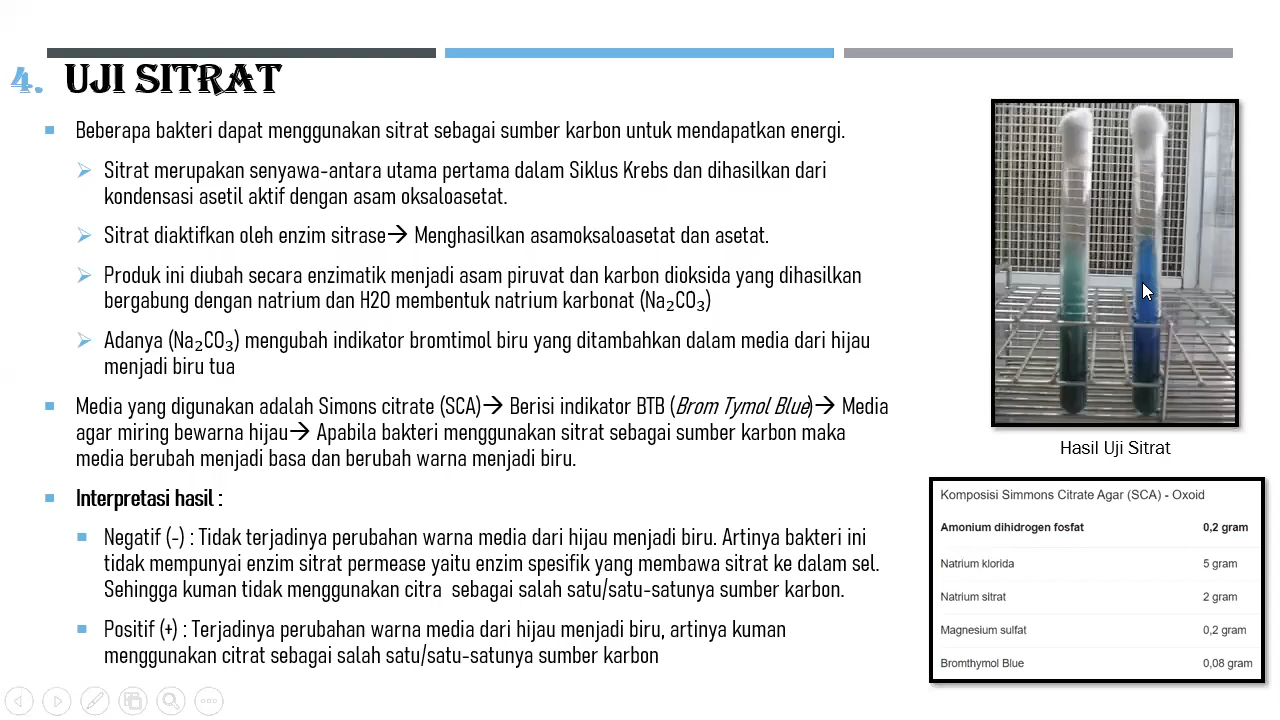 4. UJI SITRAT
Beberapa bakteri dapat menggunakan sitrat sebagai sumber karbon untuk mendapatkan energi.
Sitrat merupakan senyawa-antara utama pertama dalam Siklus Krebs dan dihasilkan dari
kondensasi asetil aktif dengan asam oksaloasetat.
Sitrat diaktifkan oleh enzim sitrase→ Menghasilkan asamoksaloasetat dan asetat.
Produk ini diubah secara enzimatik menjadi asam piruvat dan karbon dioksida yang dihasilkan
bergabung dengan natrium dan H2O membentuk natrium karbonat (Na₂CO₃)
Adanya (Na₂CO₃) mengubah indikator bromtimol biru yang ditambahkan dalam media dari hijau
menjadi biru tua
Media yang digunakan adalah Simons citrate (SCA)→ Berisi indikator BTB (Brom Tymol Blue)→ Media
agar miring bewarna hijau→ Apabila bakteri menggunakan sitrat sebagai sumber karbon maka
media berubah menjadi basa dan berubah warna menjadi biru.
Interpretasi hasil :
Negatif (-) : Tidak terjadinya perubahan warna media dari hijau menjadi biru. Artinya bakteri ini
tidak mempunyai enzim sitrat permease yaitu enzim spesifik yang membawa sitrat ke dalam sel.
Sehingga kuman tidak menggunakan citra sebagai salah satu/satu-satunya sumber karbon.
Positif (+) : Terjadinya perubahan warna media dari hijau menjadi biru, artinya kuman
menggunakan citrat sebagai salah satu/satu-satunya sumber karbon
Hasil Uji Sitrat
Komposisi Simmons Citrate Agar (SCA) - Oxoid
Amonium dihidrogen fosfat 0,2 gram
Natrium klorida 5 gram
Natrium sitrat 2 gram
Magnesium sulfat 0,2 gram
Bromthymol Blue 0,08 gram